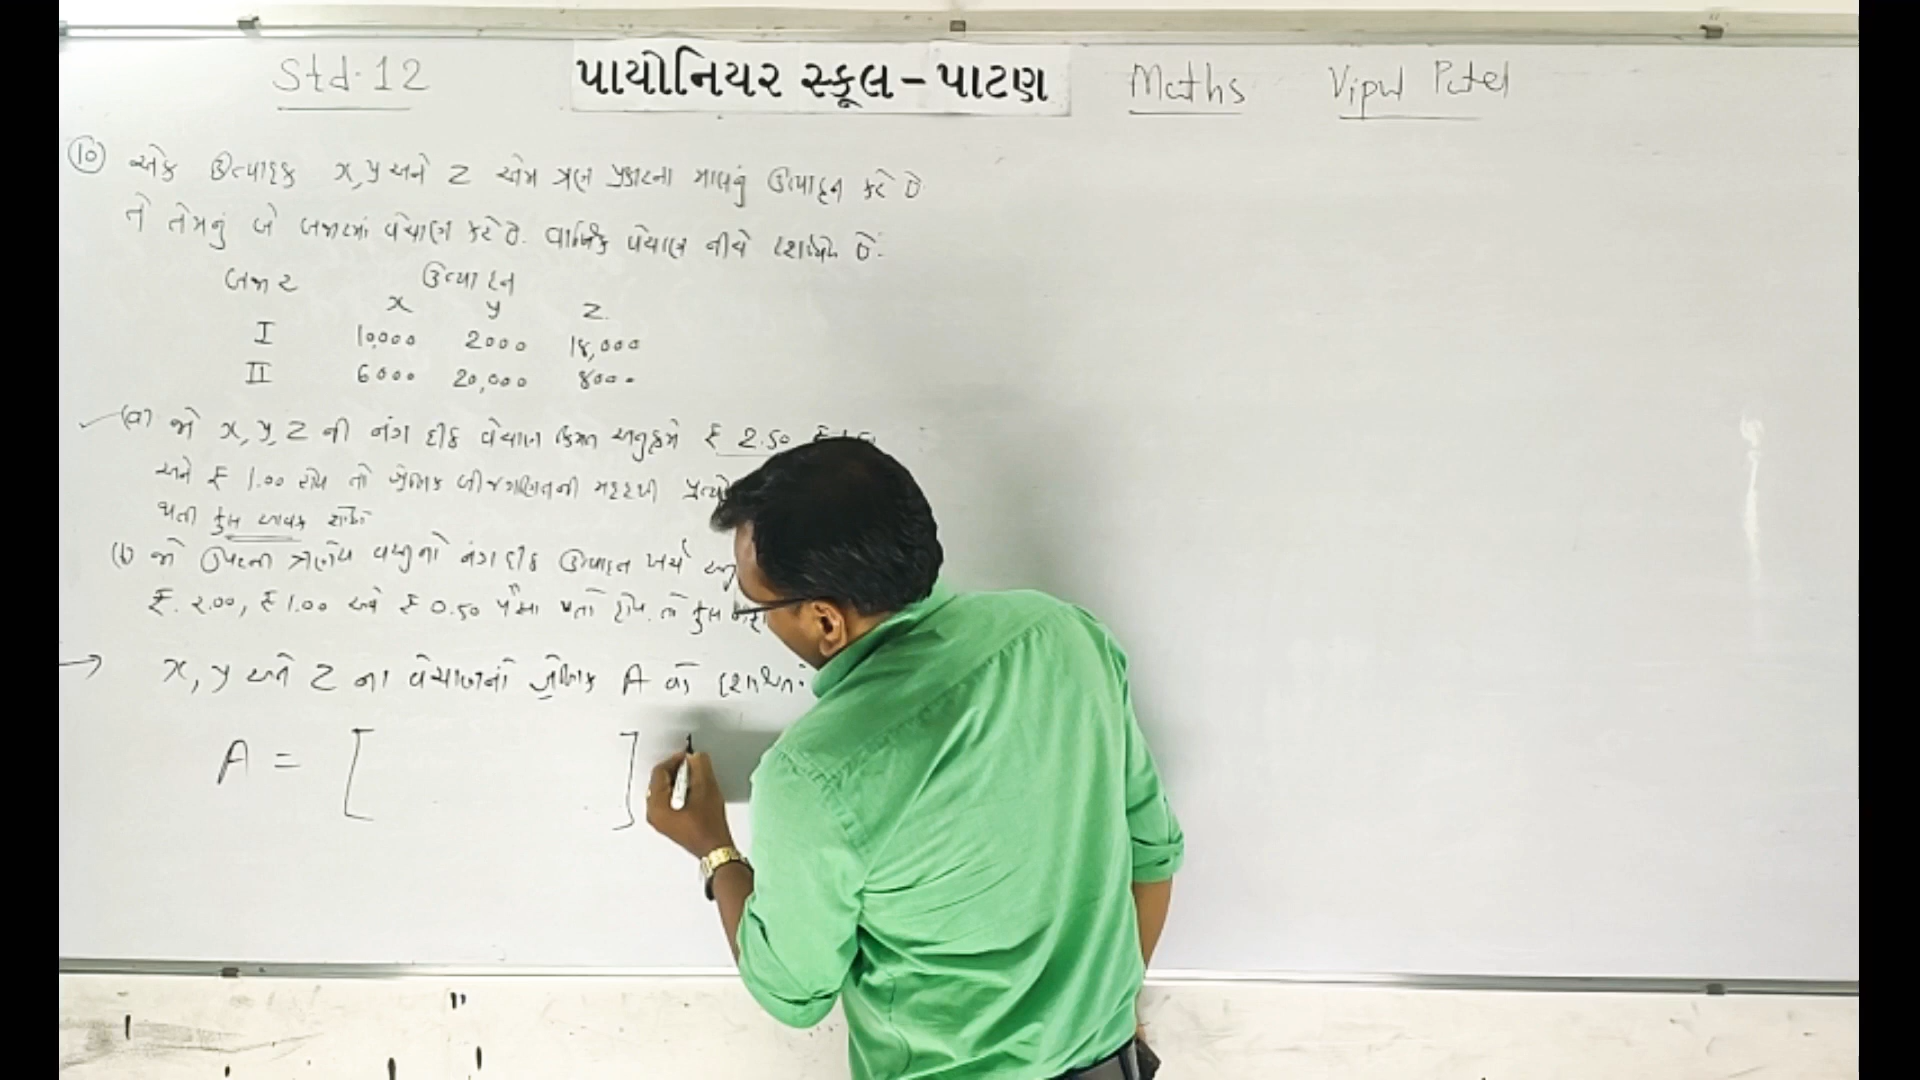 Std-12 પાયોનિયર સ્કૂલ – પાટણ Maths Vipul Patel
(10) એક ઉત્પાદક x, y અને z એમ ત્રણ પ્રકારના માલનું ઉત્પાદન કરે છે
તે તેમનું બે બજારમાં વેચાણ કરે છે. વાર્ષિક વેચાણ નીચે દર્શાવેલ છે:
બજાર ઉત્પાદન
x y z
I 10,000 2000 18,000
II 6000 20,000 8000
(a) જો x, y, z ની નંગ દીઠ વેચાણ કિંમત અનુક્રમે ₹ 2.50
અને ₹ 1.00 હોય તો શ્રેણિક બીજગણિતની મદદથી
થતી કુલ આવક શોધો
(b) જો ઉપરની ત્રણેય વસ્તુનો નંગ દીઠ ઉત્પાદન ખર્ચ
₹. 2.00, ₹ 1.00 અને ₹ 0.50 પૈસા થતો હોય. તો કુલ
→ x, y અને z ના વેચાણનો શ્રેણિક A વડે દર્શાવતાં
A = [ ]